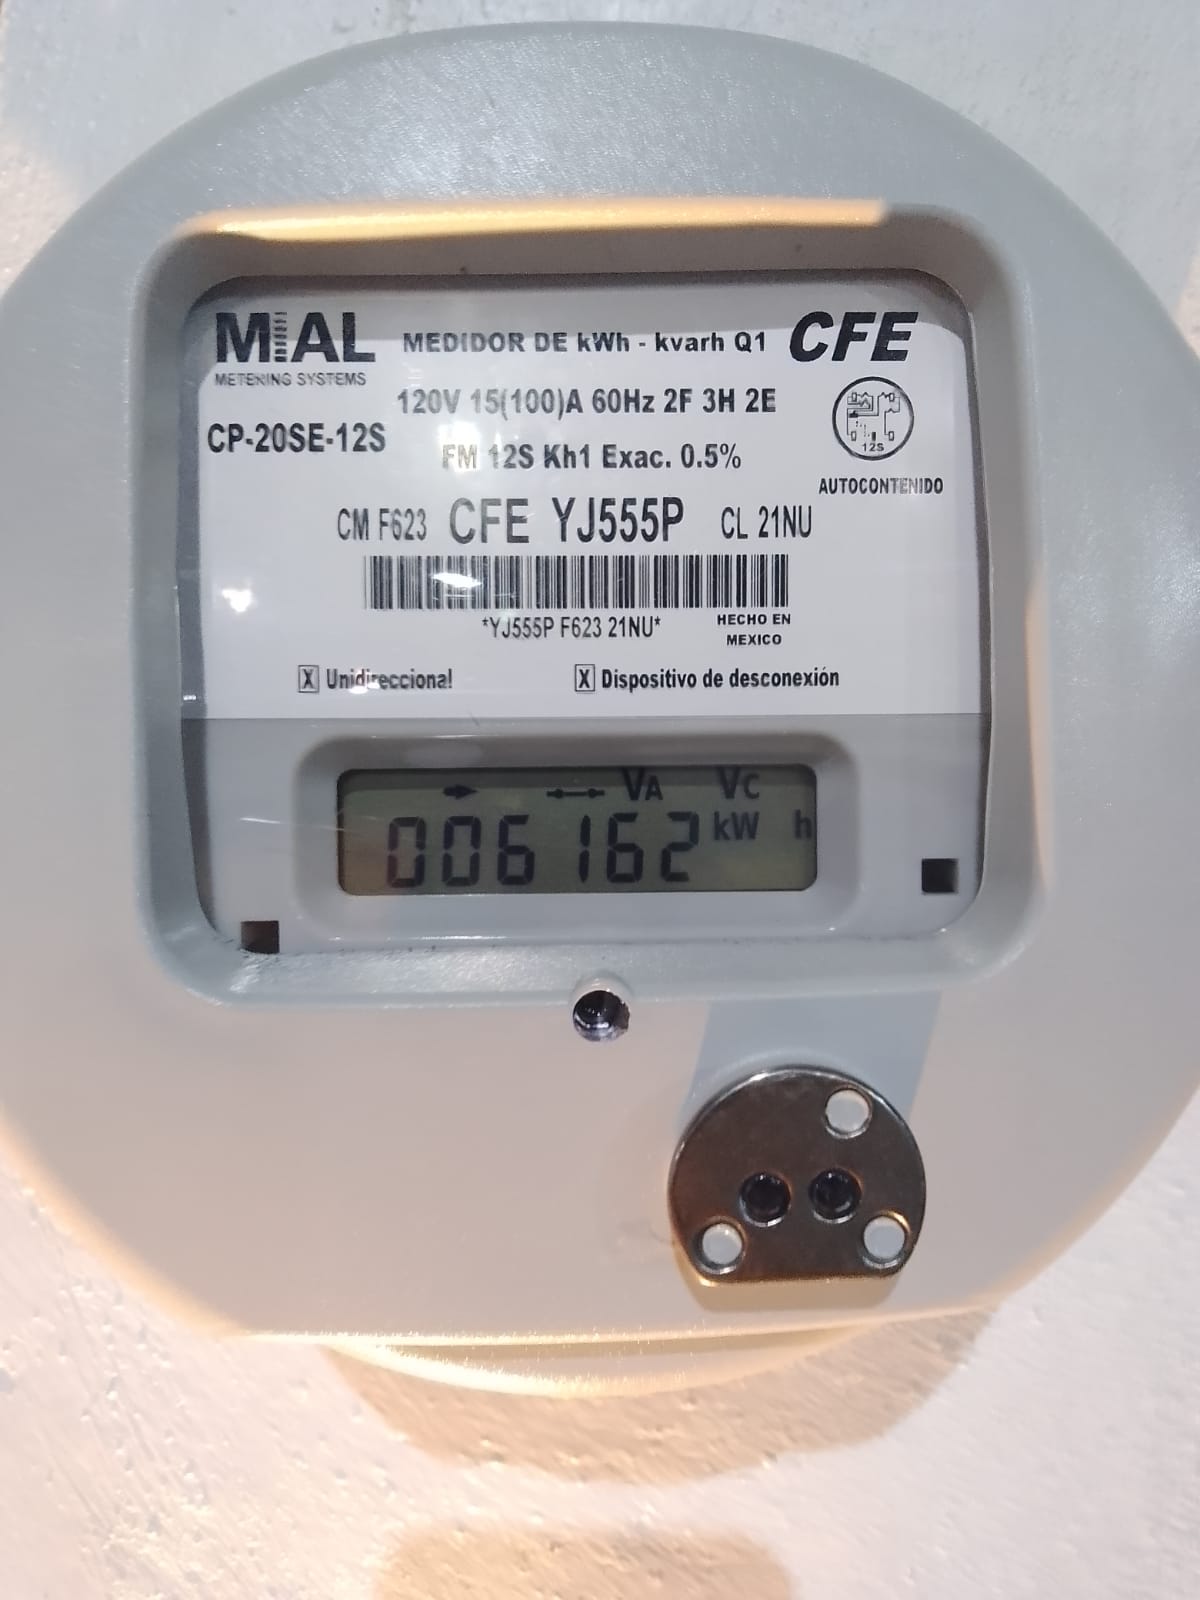 MIAL MEDIDOR DE kWh - kvarh Q1 CFE
METERING SYSTEMS
120V 15(100)A 60Hz 2F 3H 2E
CP-20SE-12S
FM 12S Kh1 Exac. 0.5%
12S
AUTOCONTENIDO
CM F623 CFE YJ555P CL 21NU
*YJ555P F623 21NU*
HECHO EN
MEXICO
X Unidireccional X Dispositivo de desconexión
VA VC
006162 kW h